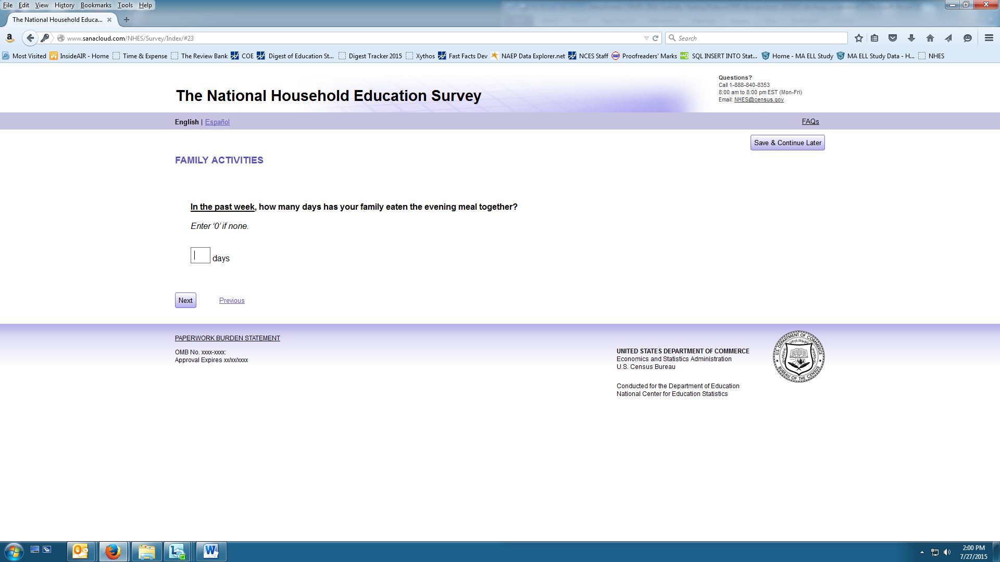 File Edit View History Bookmarks Tools Help
The National Household Educa...
www.sanacloud.com/NHES/Survey/Index/#23
Search
Most Visited InsideAIR - Home Time & Expense The Review Bank COE Digest of Education St... Digest Tracker 2015 Xythos Fast Facts Dev NAEP Data Explorer.net NCES Staff Proofreaders' Marks SQL INSERT INTO Stat... Home - MA ELL Study MA ELL Study Data - H... NHES
Questions?
Call 1-888-840-8353
8:00 am to 8:00 pm EST (Mon-Fri)
Email: NHES@census.gov
The National Household Education Survey
English | Español
FAQs
Save & Continue Later
FAMILY ACTIVITIES
In the past week, how many days has your family eaten the evening meal together?
Enter ‘0’ if none.
days
Next Previous
PAPERWORK BURDEN STATEMENT
OMB No. xxxx-xxxx:
Approval Expires xx/xx/xxxx
UNITED STATES DEPARTMENT OF COMMERCE
Economics and Statistics Administration
U.S. Census Bureau
Conducted for the Department of Education
National Center for Education Statistics
U.S. DEPARTMENT OF COMMERCE
BUREAU OF THE CENSUS
2:00 PM
7/27/2015